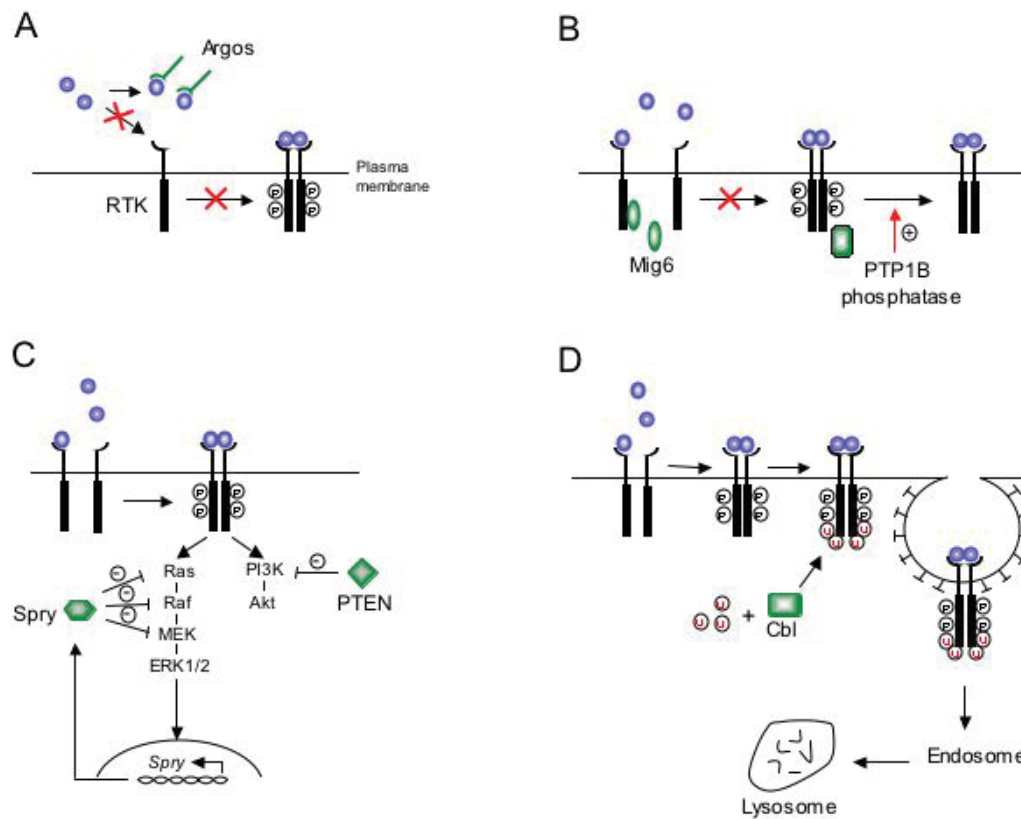 A
Argos
Plasma
membrane
RTK
P P
P P
B
Mig6
P P
P P
+
PTP1B
phosphatase
C
P P
P P
Ras
Raf
MEK
ERK1/2
PI3K
Akt
-
-
-
-
Spry
PTEN
Spry
D
P P
P P
P P
U P P U
U U
U
U U
+
Cbl
P P
P P
U U
U U
Endosome
Lysosome